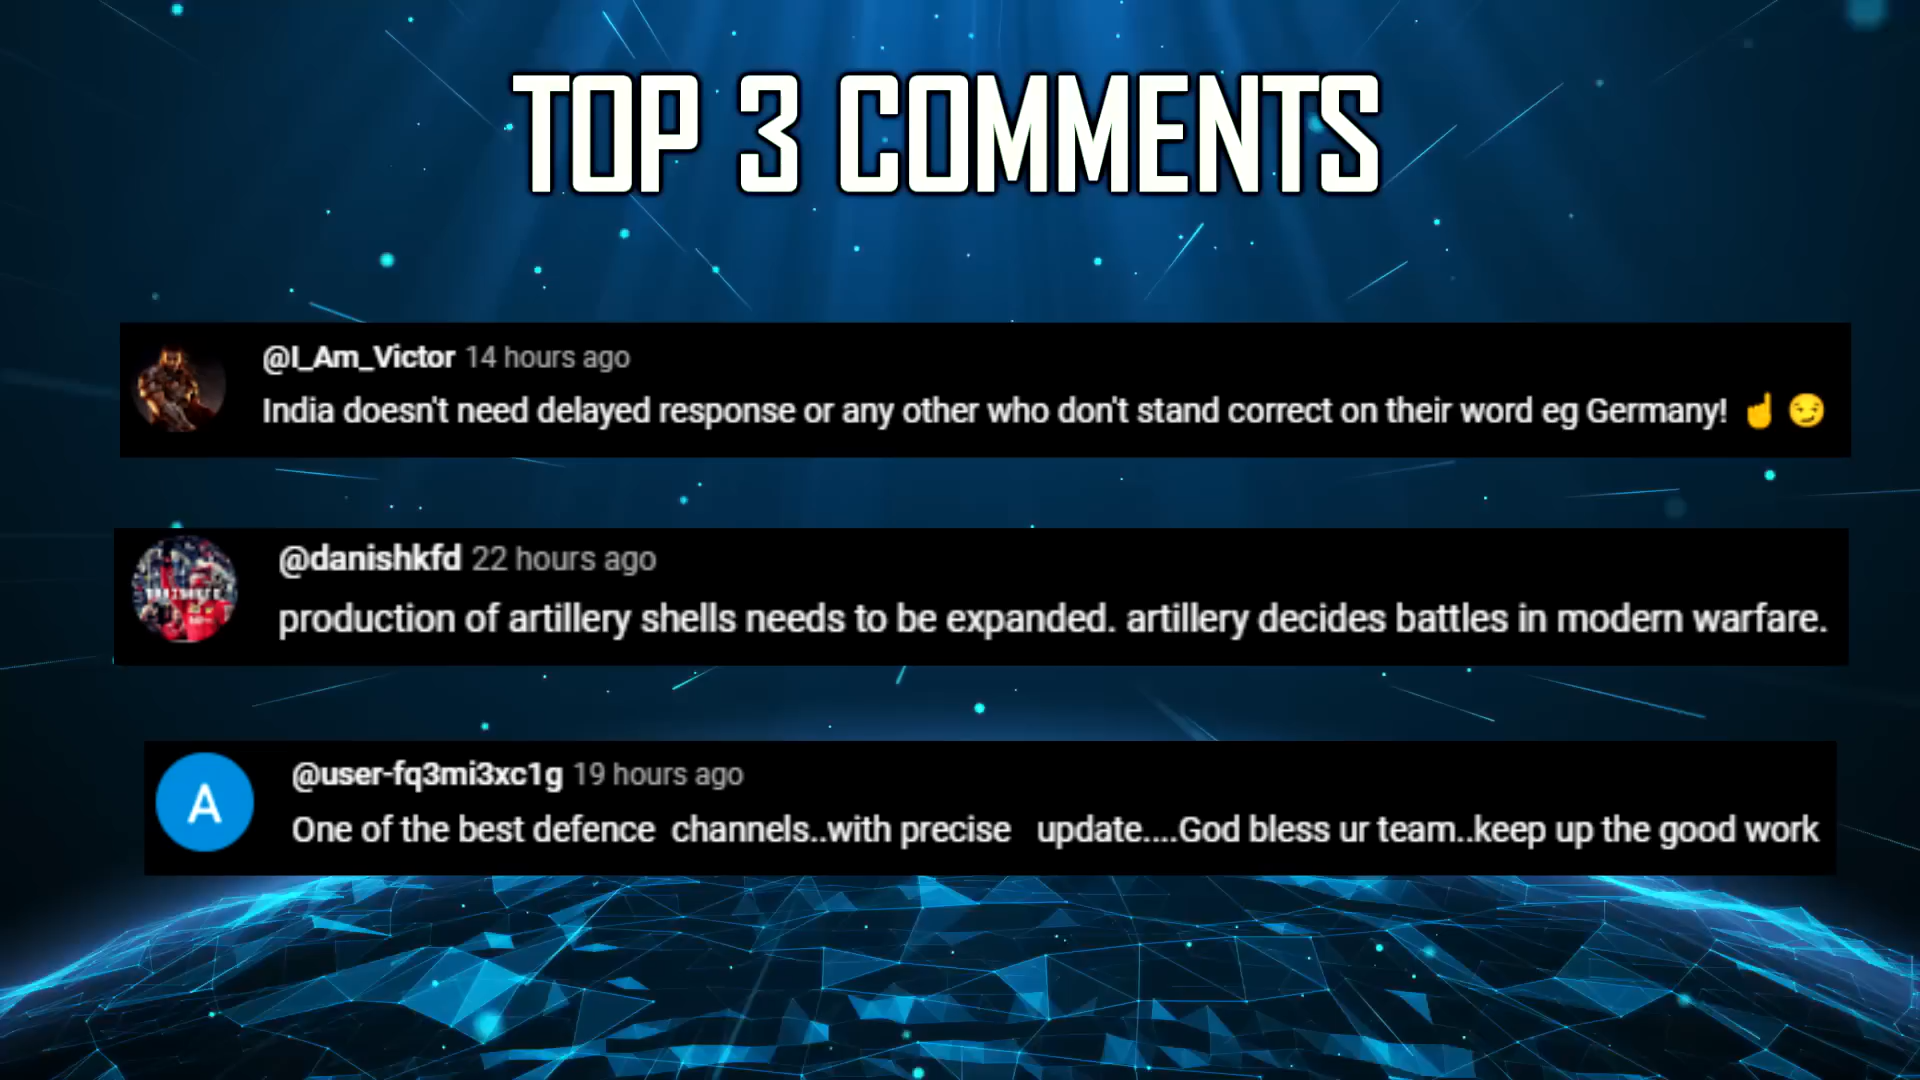 TOP 3 COMMENTS
@I_Am_Victor 14 hours ago
India doesn't need delayed response or any other who don't stand correct on their word eg Germany! ☝️😏
@danishkfd 22 hours ago
production of artillery shells needs to be expanded. artillery decides battles in modern warfare.
A
@user-fq3mi3xc1g 19 hours ago
One of the best defence  channels..with precise   update....God bless ur team..keep up the good work